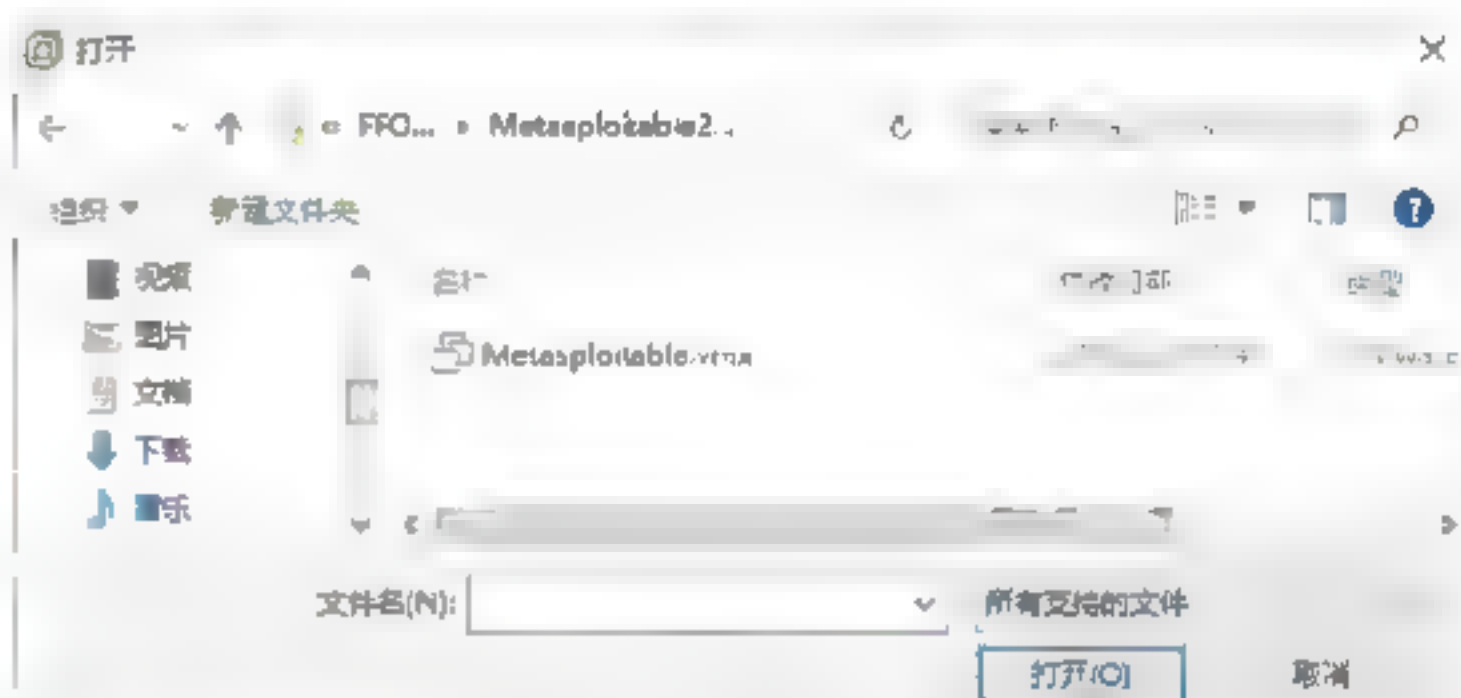 打开
« FFO... › Metasploitable2...
组织 新建文件夹
视频
名称
图片
Metasploitable.vmx
文档
下载
音乐
文件名(N):
所有支持的文件
打开(O)
取消